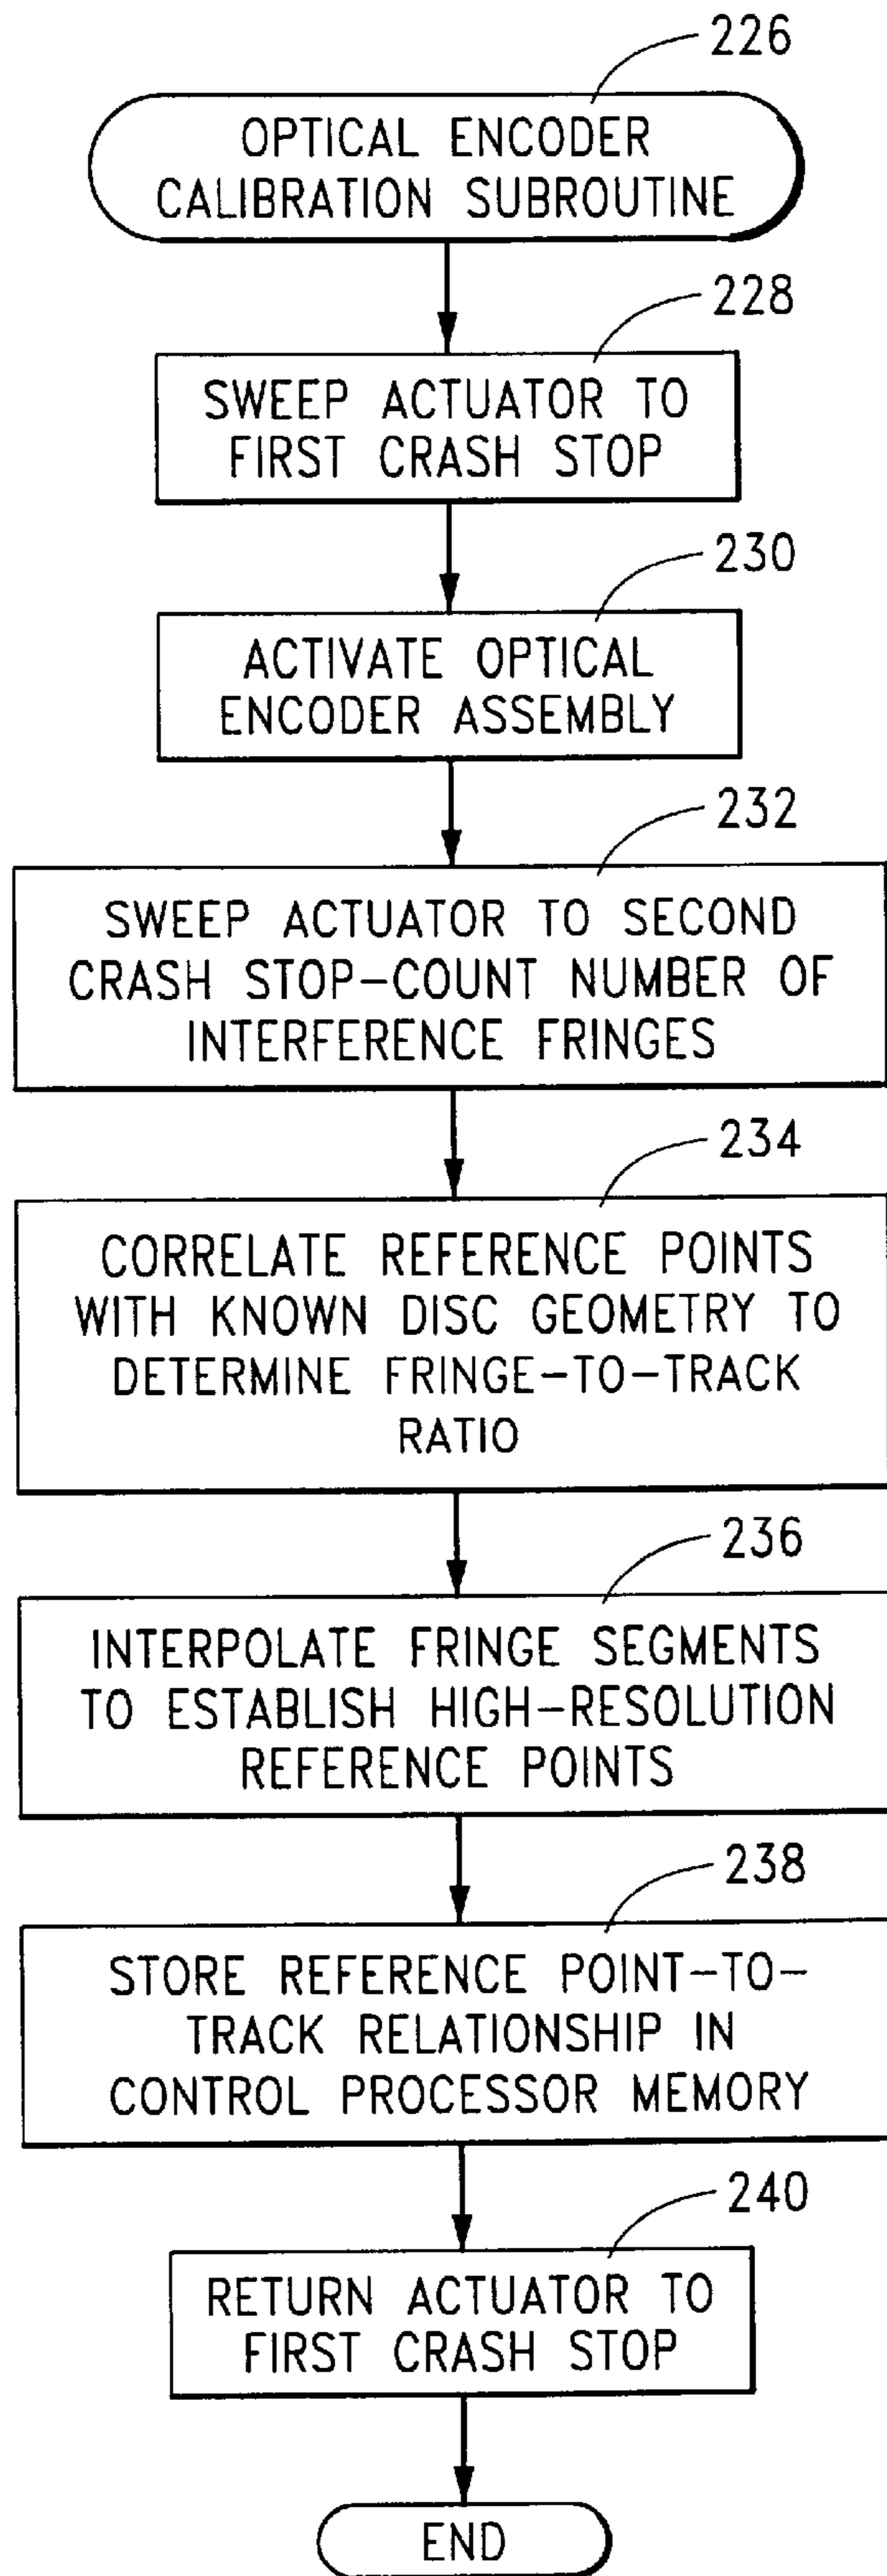 226
OPTICAL ENCODER
CALIBRATION SUBROUTINE
228
SWEEP ACTUATOR TO
FIRST CRASH STOP
230
ACTIVATE OPTICAL
ENCODER ASSEMBLY
232
SWEEP ACTUATOR TO SECOND
CRASH STOP-COUNT NUMBER OF
INTERFERENCE FRINGES
234
CORRELATE REFERENCE POINTS
WITH KNOWN DISC GEOMETRY TO
DETERMINE FRINGE-TO-TRACK
RATIO
236
INTERPOLATE FRINGE SEGMENTS
TO ESTABLISH HIGH-RESOLUTION
REFERENCE POINTS
238
STORE REFERENCE POINT-TO-
TRACK RELATIONSHIP IN
CONTROL PROCESSOR MEMORY
240
RETURN ACTUATOR TO
FIRST CRASH STOP
END